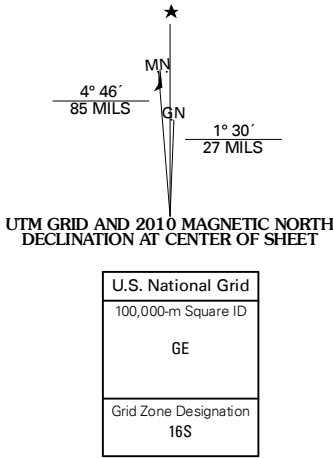 ★
MN
4° 46´
85 MILS
GN
1° 30´
27 MILS
UTM GRID AND 2010 MAGNETIC NORTH
DECLINATION AT CENTER OF SHEET
U.S. National Grid
100,000-m Square ID
GE
Grid Zone Designation
16S